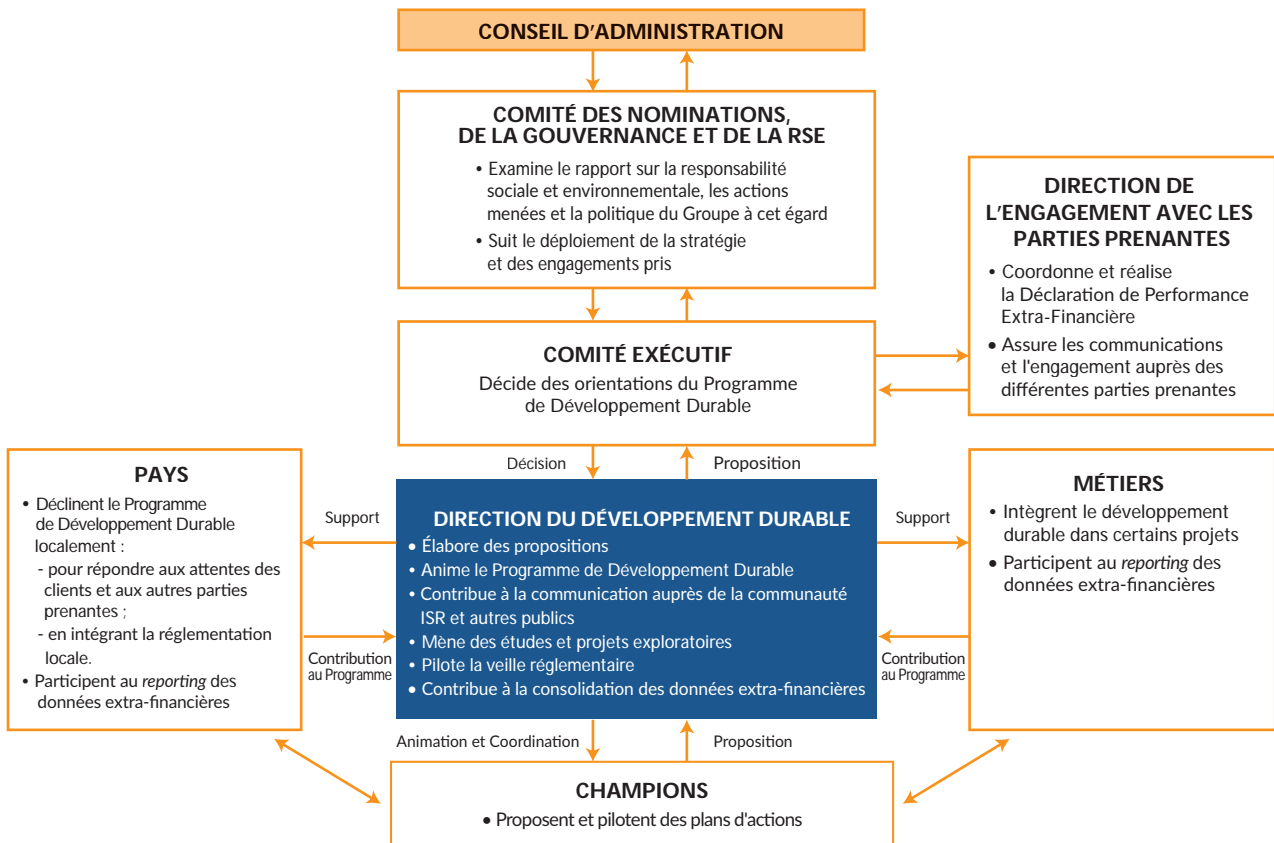 CONSEIL D'ADMINISTRATION
COMITÉ DES NOMINATIONS,
DE LA GOUVERNANCE ET DE LA RSE
• Examine le rapport sur la responsabilité
sociale et environnementale, les actions
menées et la politique du Groupe à cet égard
• Suit le déploiement de la stratégie
et des engagements pris
DIRECTION DE
L'ENGAGEMENT AVEC LES
PARTIES PRENANTES
• Coordonne et réalise
la Déclaration de Performance
Extra-Financière
• Assure les communications
et l'engagement auprès des
différentes parties prenantes
COMITÉ EXÉCUTIF
Décide des orientations du Programme
de Développement Durable
Décision
Proposition
PAYS
• Déclinent le Programme
de Développement Durable
localement :
- pour répondre aux attentes des
clients et aux autres parties
prenantes ;
- en intégrant la réglementation
locale.
• Participent au reporting des
données extra-financières
Support
Contribution
au Programme
DIRECTION DU DÉVELOPPEMENT DURABLE
• Élabore des propositions
• Anime le Programme de Développement Durable
• Contribue à la communication auprès de la communauté
ISR et autres publics
• Mène des études et projets exploratoires
• Pilote la veille réglementaire
• Contribue à la consolidation des données extra-financières
Support
Contribution
au Programme
MÉTIERS
• Intègrent le développement
durable dans certains projets
• Participent au reporting des
données extra-financières
Animation et Coordination
Proposition
CHAMPIONS
• Proposent et pilotent des plans d'actions